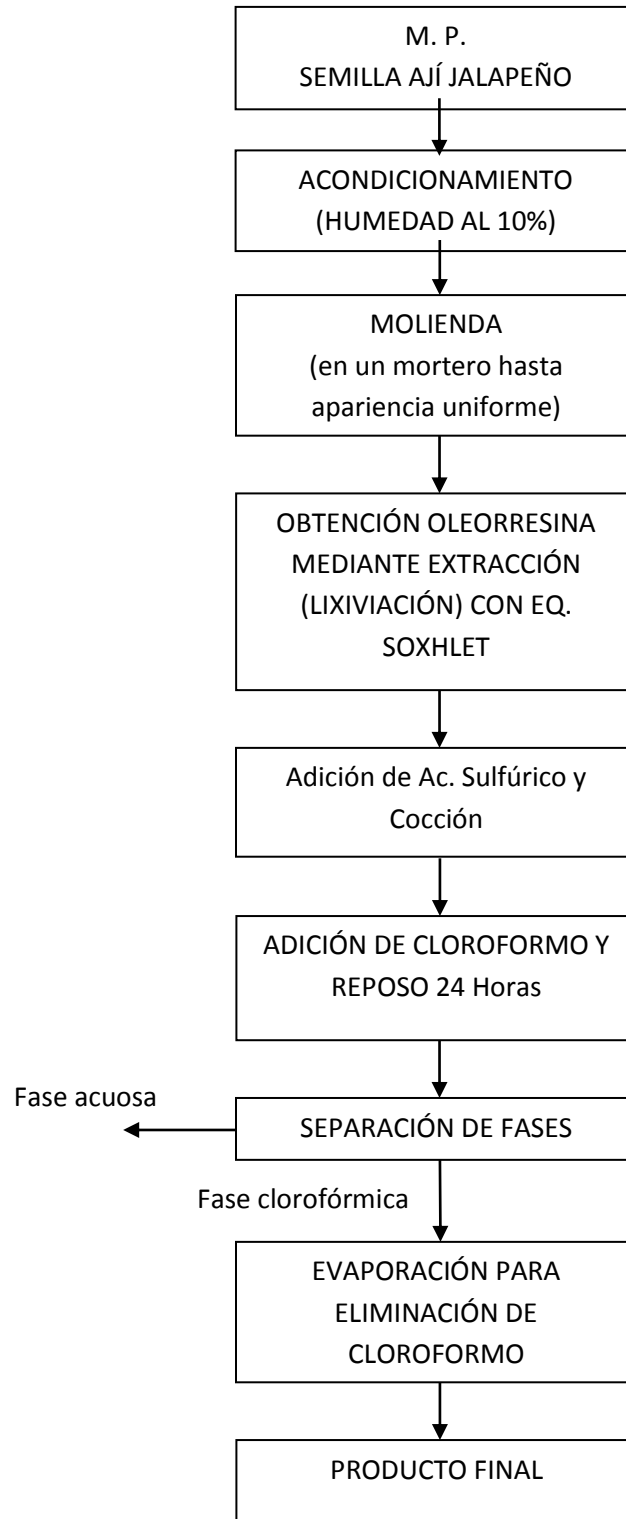 M. P.
SEMILLA AJÍ JALAPEÑO
ACONDICIONAMIENTO
(HUMEDAD AL 10%)
MOLIENDA
(en un mortero hasta
apariencia uniforme)
OBTENCIÓN OLEORRESINA
MEDIANTE EXTRACCIÓN
(LIXIVIACIÓN) CON EQ.
SOXHLET
Adición de Ac. Sulfúrico y
Cocción
ADICIÓN DE CLOROFORMO Y
REPOSO 24 Horas
Fase acuosa
SEPARACIÓN DE FASES
Fase clorofórmica
EVAPORACIÓN PARA
ELIMINACIÓN DE
CLOROFORMO
PRODUCTO FINAL